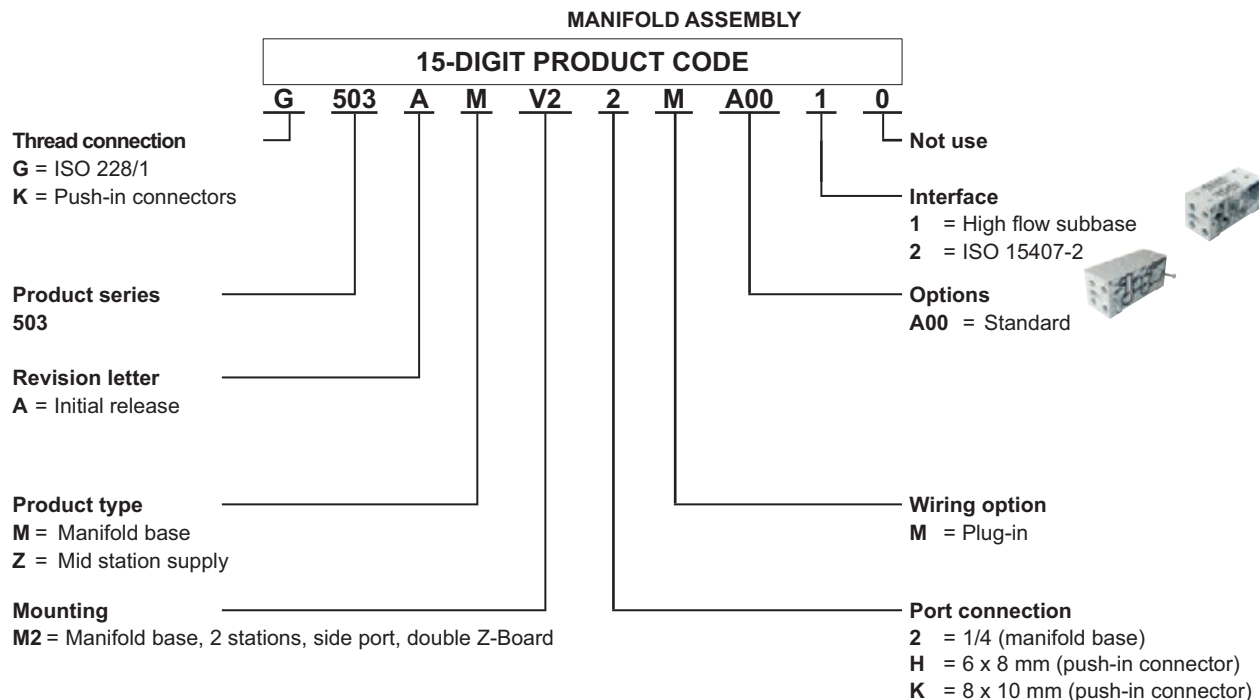 MANIFOLD ASSEMBLY
15-DIGIT PRODUCT CODE
G 503 A M V2 2 M A00 1 0
Thread connection
G = ISO 228/1
K = Push-in connectors
Product series
503
Revision letter
A = Initial release
Product type
M = Manifold base
Z = Mid station supply
Mounting
M2 = Manifold base, 2 stations, side port, double Z-Board
Not use
Interface
1 = High flow subbase
2 = ISO 15407-2
Options
A00 = Standard
Wiring option
M = Plug-in
Port connection
2 = 1/4 (manifold base)
H = 6 x 8 mm (push-in connector)
K = 8 x 10 mm (push-in connector)